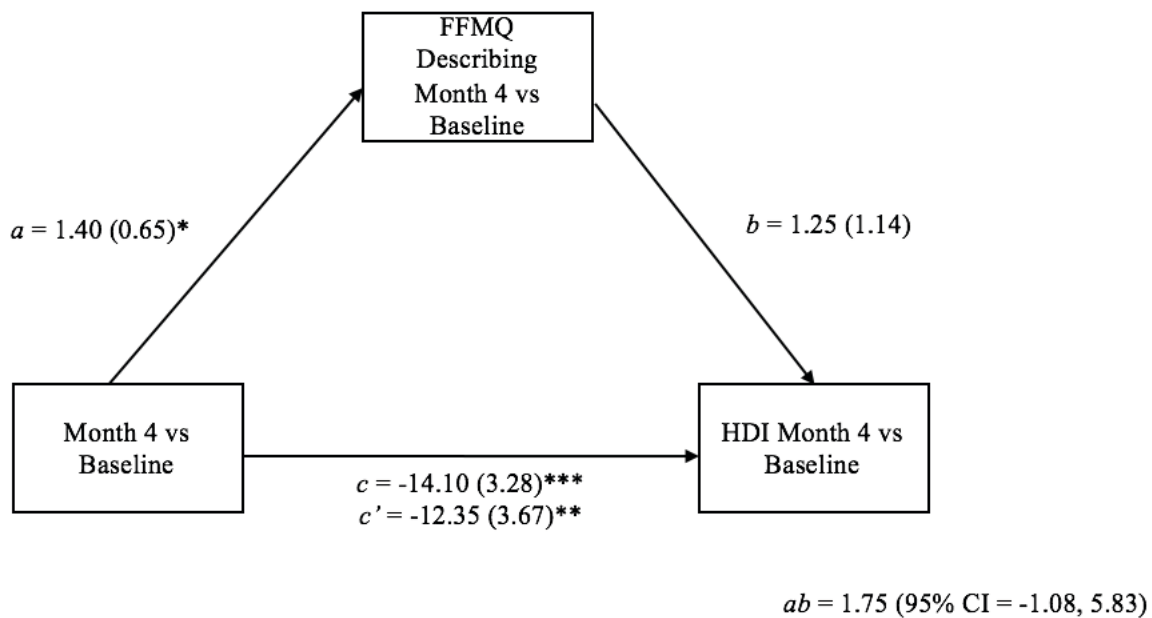 FFMQ
Describing
Month 4 vs
Baseline
a = 1.40 (0.65)*
b = 1.25 (1.14)
Month 4 vs
Baseline
HDI Month 4 vs
Baseline
c = -14.10 (3.28)***
c’ = -12.35 (3.67)**
ab = 1.75 (95% CI = -1.08, 5.83)